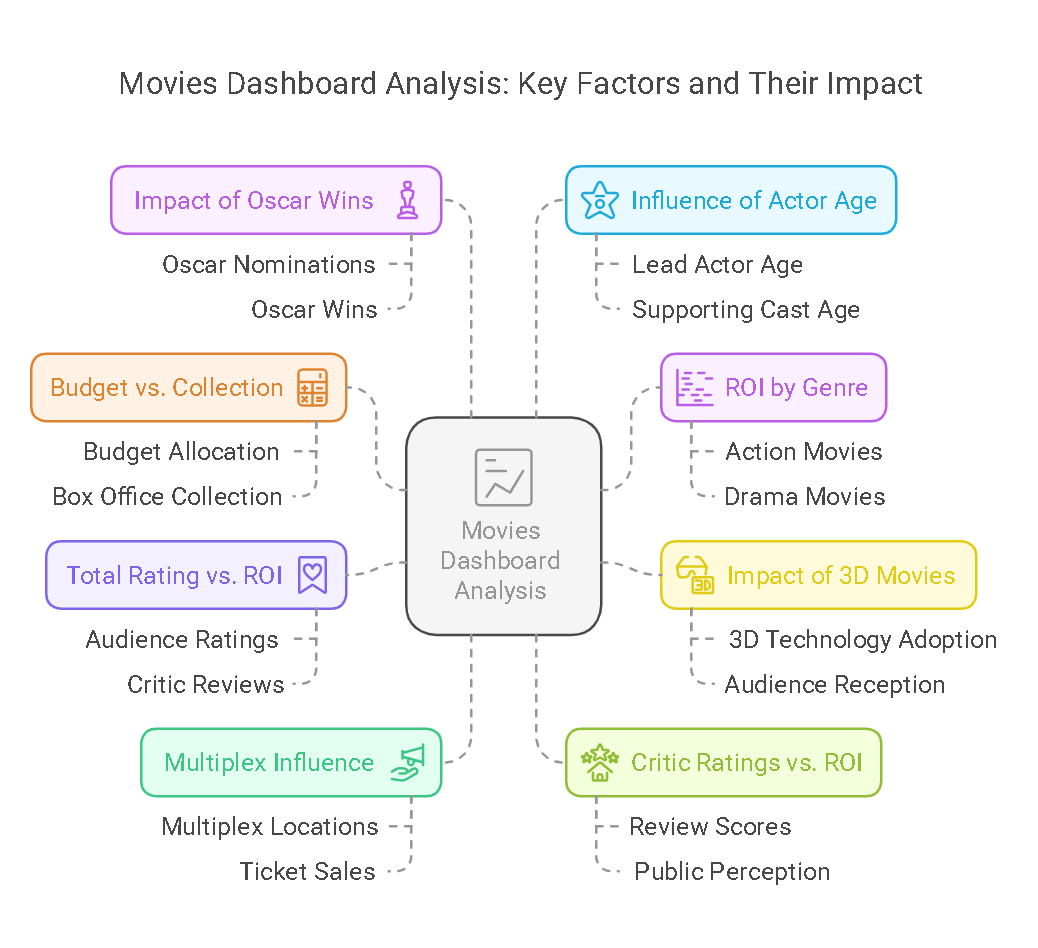 Movies Dashboard Analysis: Key Factors and Their Impact
Impact of Oscar Wins
Oscar Nominations
Oscar Wins
Influence of Actor Age
Lead Actor Age
Supporting Cast Age
Budget vs. Collection
Budget Allocation
Box Office Collection
ROI by Genre
Action Movies
Drama Movies
Movies
Dashboard
Analysis
Total Rating vs. ROI
Audience Ratings
Critic Reviews
3D
Impact of 3D Movies
3D Technology Adoption
Audience Reception
Multiplex Influence
Multiplex Locations
Ticket Sales
Critic Ratings vs. ROI
Review Scores
Public Perception